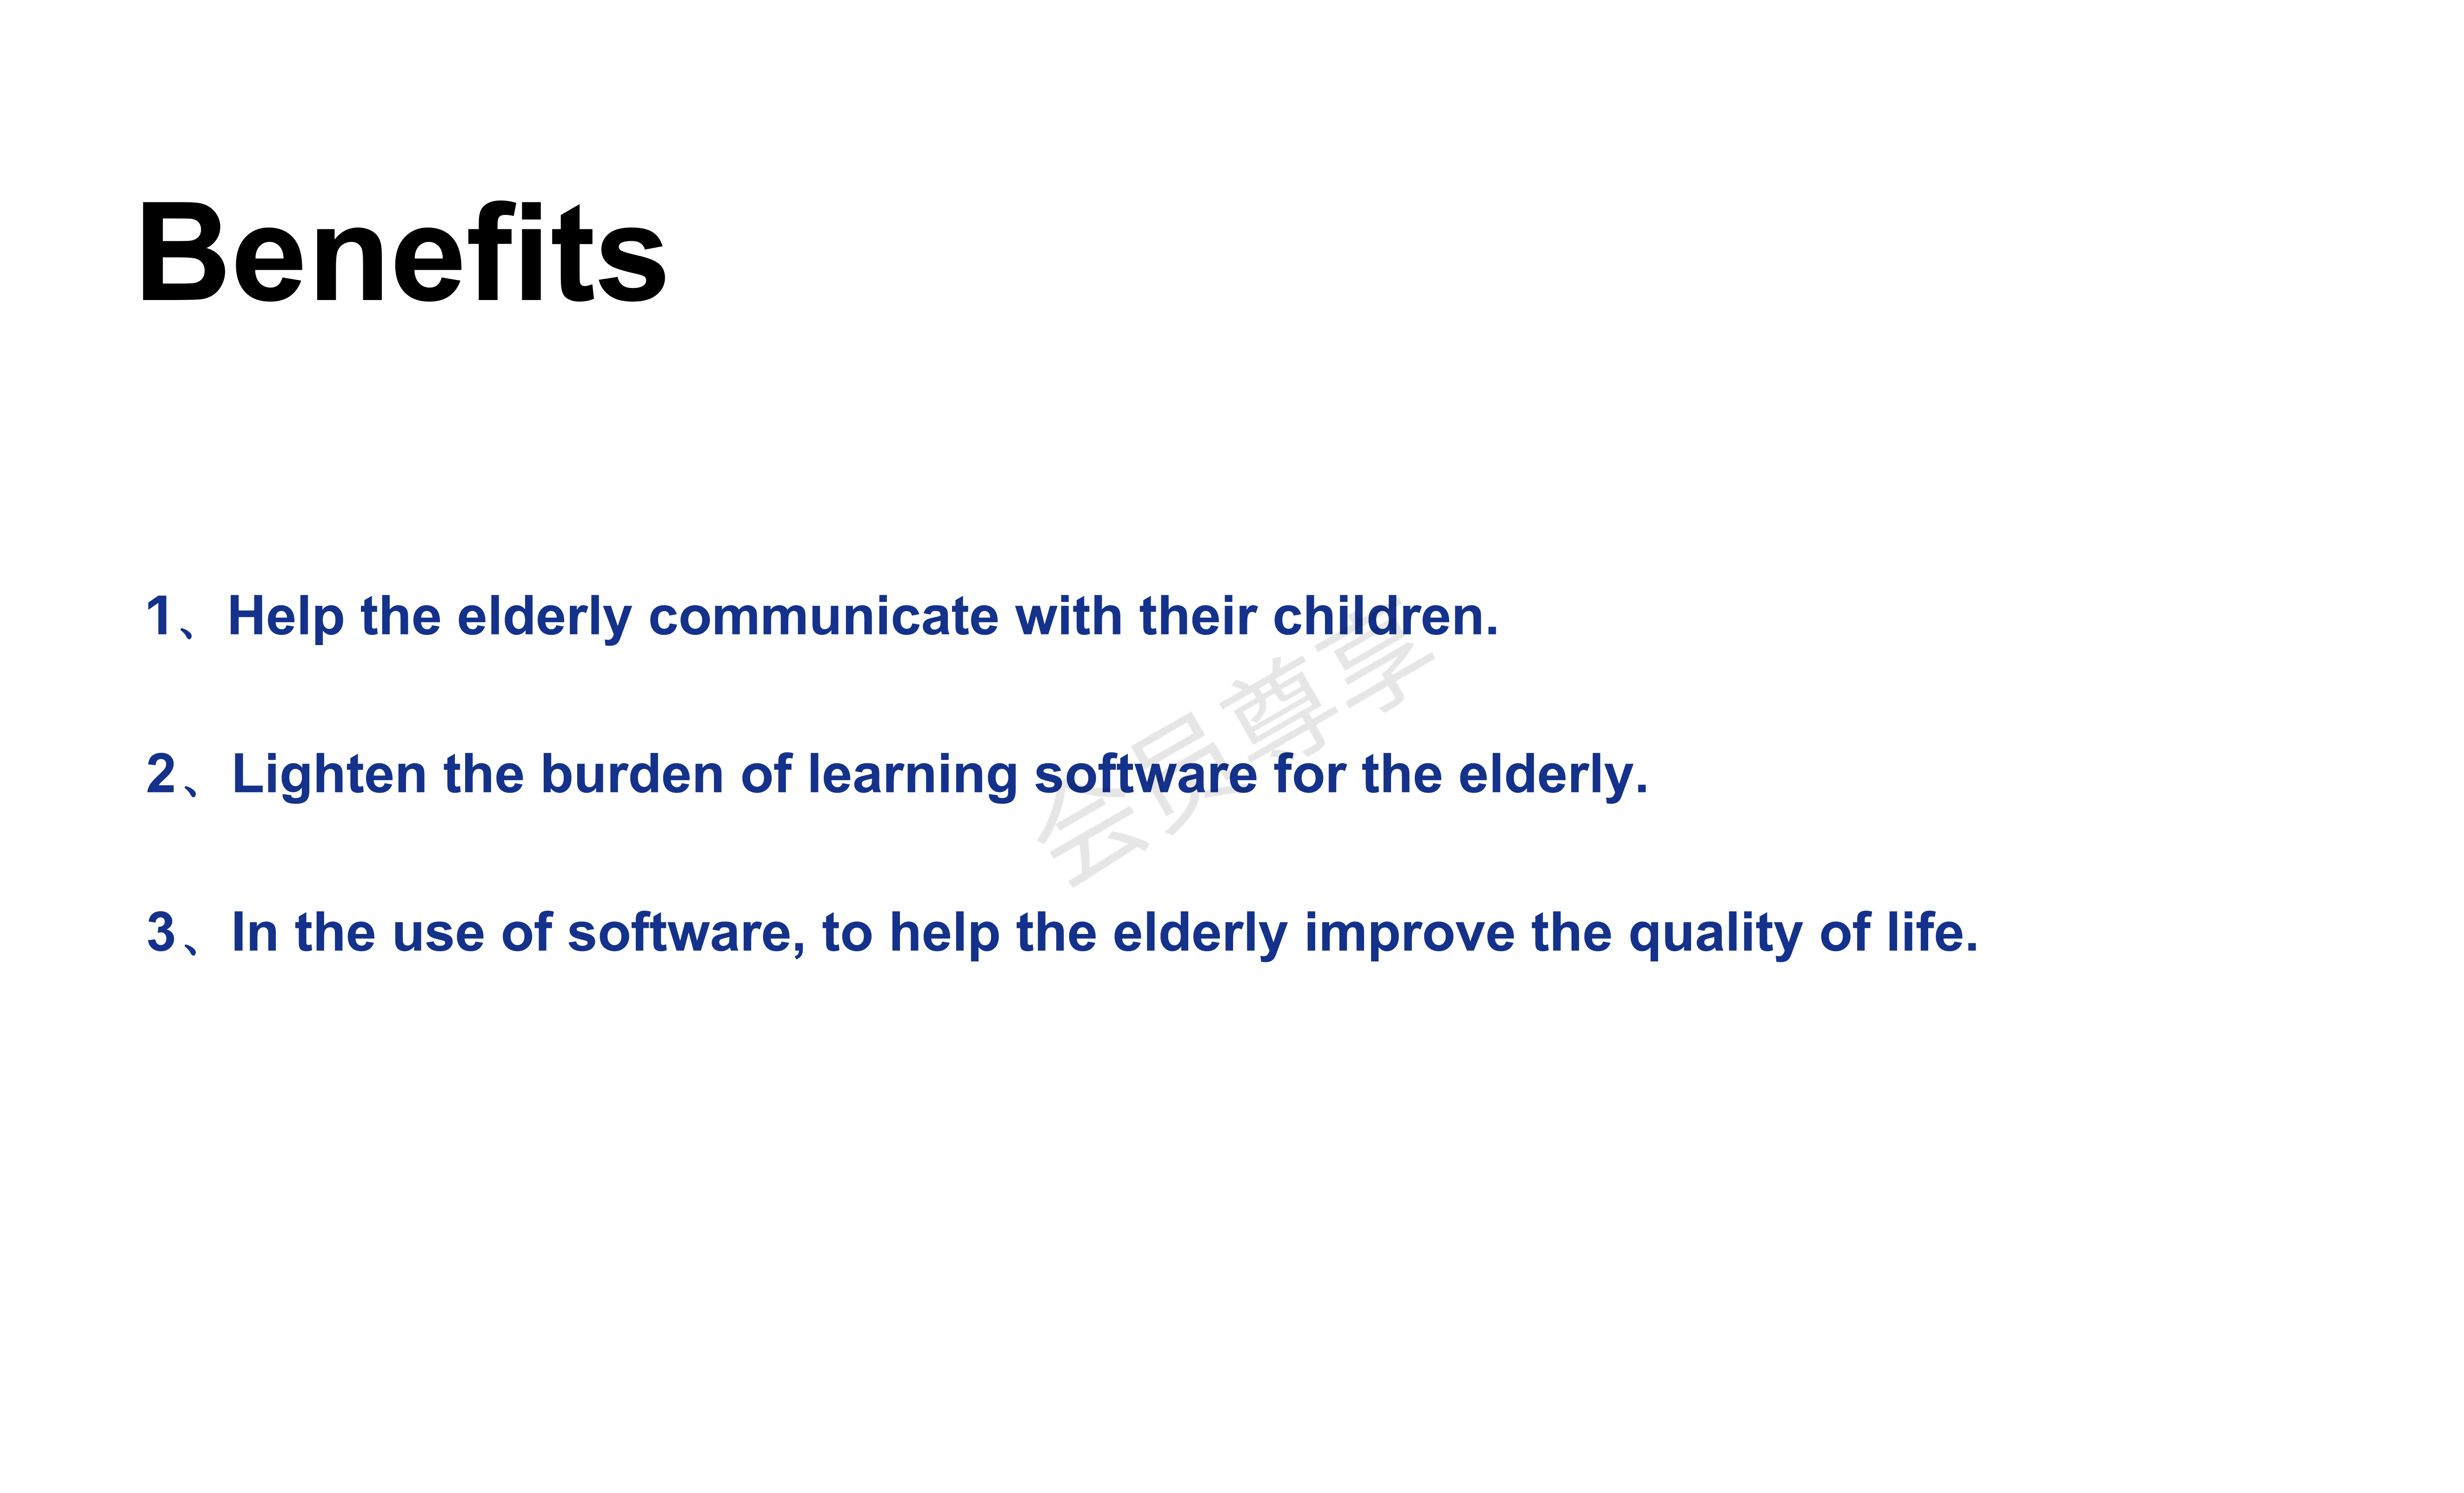 Benefits
1、 Help the elderly communicate with their children.
会员尊享
2、 Lighten the burden of learning software for the elderly.
3、 In the use of software, to help the elderly improve the quality of life.